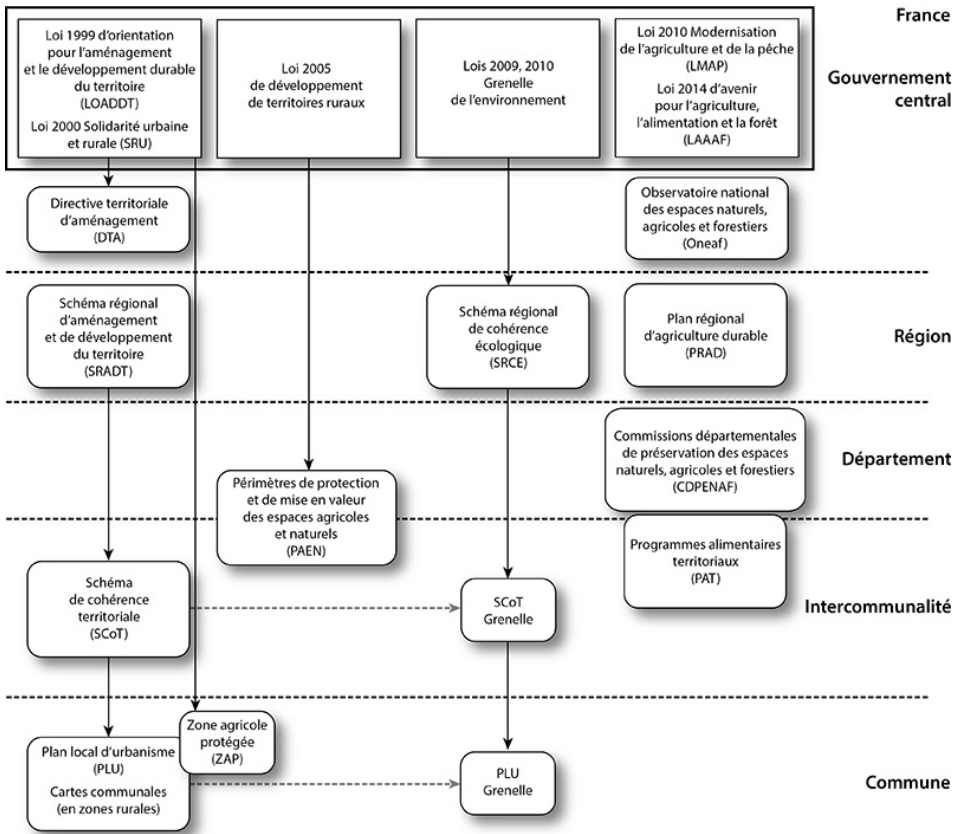 France
Gouvernement
central
Loi 1999 d'orientation
pour l'aménagement
et le développement durable
du territoire
(LOADDT)
Loi 2000 Solidarité urbaine
et rurale (SRU)
Loi 2005
de développement
de territoires ruraux
Lois 2009, 2010
Grenelle
de l'environnement
Loi 2010 Modernisation
de l'agriculture et de la pêche
(LMAP)
Loi 2014 d'avenir
pour l'agriculture,
l'alimentation et la forêt
(LAAAF)
Directive territoriale
d'aménagement
(DTA)
Observatoire national
des espaces naturels,
agricoles et forestiers
(Oneaf)
Région
Schéma régional
d'aménagement
et de développement
du territoire
(SRADT)
Schéma régional
de cohérence
écologique
(SRCE)
Plan régional
d'agriculture durable
(PRAD)
Département
Périmètres de protection
et de mise en valeur
des espaces agricoles
et naturels
(PAEN)
Commissions départementales
de préservation des espaces
naturels, agricoles et forestiers
(CDPENAF)
Intercommunalité
Schéma
de cohérence
territoriale
(SCoT)
SCoT
Grenelle
Programmes alimentaires
territoriaux
(PAT)
Commune
Plan local d'urbanisme
(PLU)
Cartes communales
(en zones rurales)
Zone agricole
protégée
(ZAP)
PLU
Grenelle